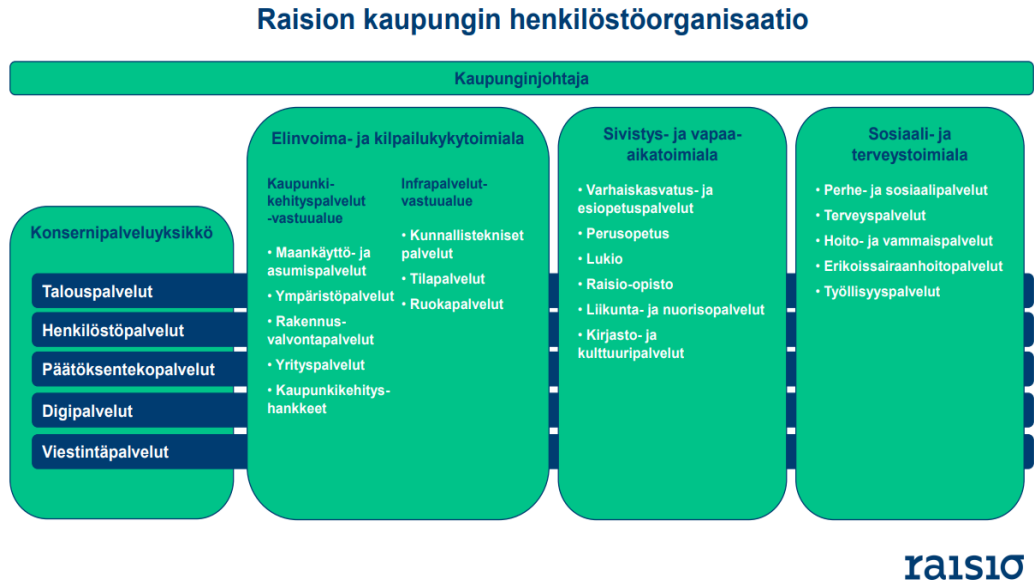 Raision kaupungin henkilöstöorganisaatio
Kaupunginjohtaja
Konsernipalveluyksikkö
Talouspalvelut
Henkilöstöpalvelut
Päätöksentekopalvelut
Digipalvelut
Viestintäpalvelut
Elinvoima- ja kilpailukykytoimiala
Kaupunki-
kehityspalvelut
-vastuualue
• Maankäyttö- ja
asumispalvelut
• Ympäristöpalvelut
• Rakennus-
valvontapalvelut
• Yrityspalvelut
• Kaupunkikehitys-
hankkeet
Infrapalvelut-
vastuualue
• Kunnallistekniset
palvelut
• Tilapalvelut
• Ruokapalvelut
Sivistys- ja vapaa-
aikatoimiala
• Varhaiskasvatus- ja
esiopetuspalvelut
• Perusopetus
• Lukio
• Raisio-opisto
• Liikunta- ja nuorisopalvelut
• Kirjasto- ja
kulttuuripalvelut
Sosiaali- ja
terveystoimiala
• Perhe- ja sosiaalipalvelut
• Terveyspalvelut
• Hoito- ja vammaispalvelut
• Erikoissairaanhoitopalvelut
• Työllisyyspalvelut
raisio